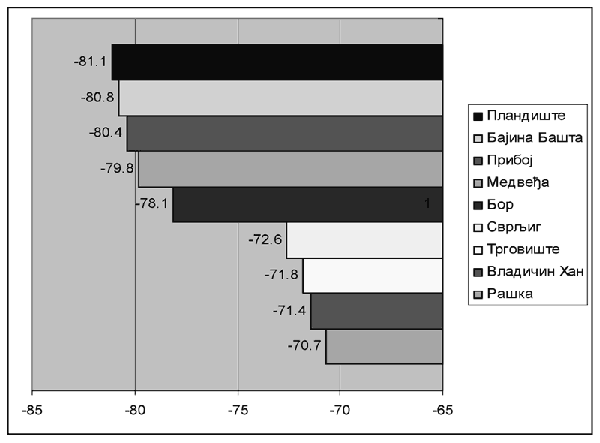 -81.1
-80.8
-80.4
-79.8
-78.1
1
-72.6
-71.8
-71.4
-70.7
-85 -80 -75 -70 -65
Пландиште
Бајина Башта
Прибој
Медвеђа
Бор
Сврљиг
Трговиште
Владичин Хан
Рашка